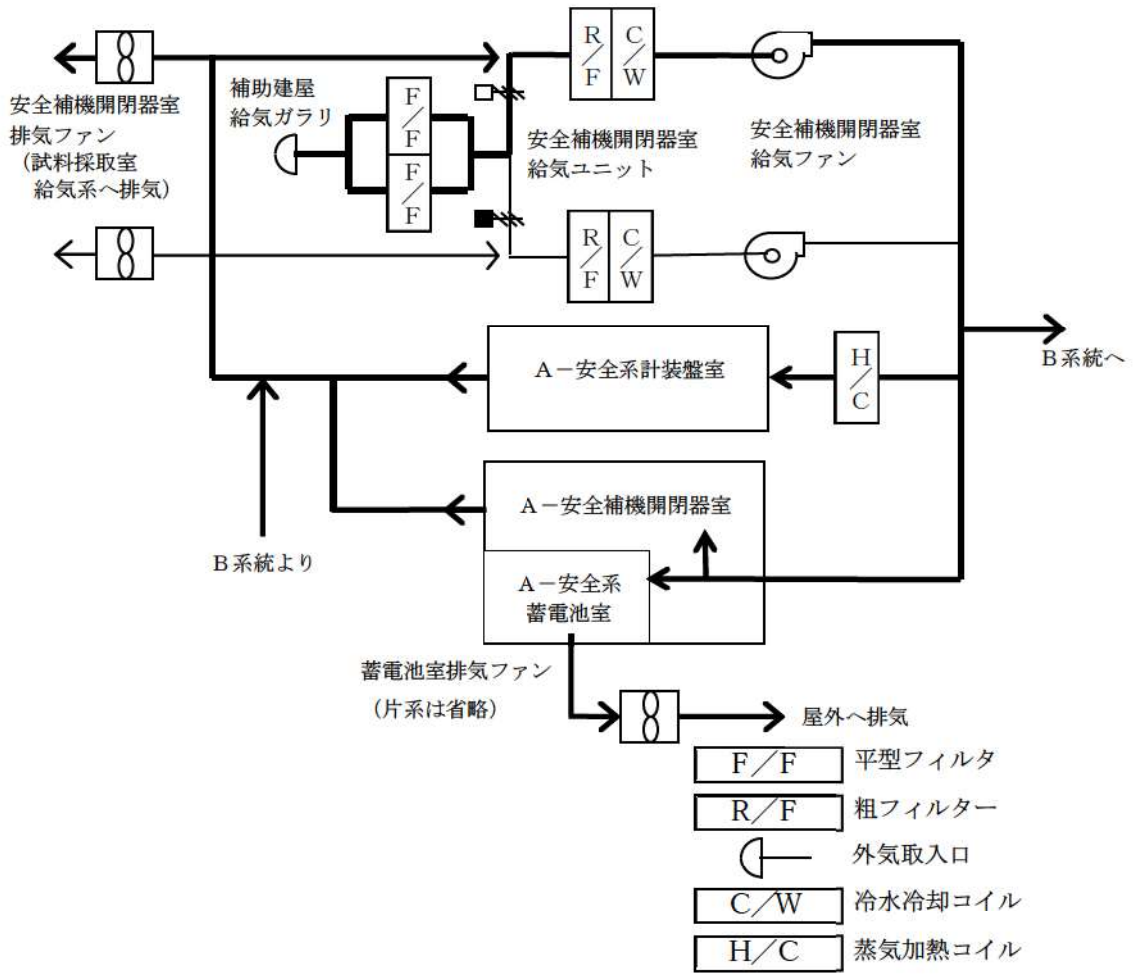 R/F
C/W
補助建屋
給気ガラリ
F/F
F/F
安全補機開閉器室
排気ファン
(試料採取室
給気系へ排気)
安全補機開閉器室
給気ユニット
安全補機開閉器室
給気ファン
R/F
C/W
B系統へ
A-安全系計装盤室
H/C
A-安全補機開閉器室
B系統より
A-安全系
蓄電池室
蓄電池室排気ファン
(片系は省略)
屋外へ排気
F/F 平型フィルタ
R/F 粗フィルター
外気取入口
C/W 冷水冷却コイル
H/C 蒸気加熱コイル